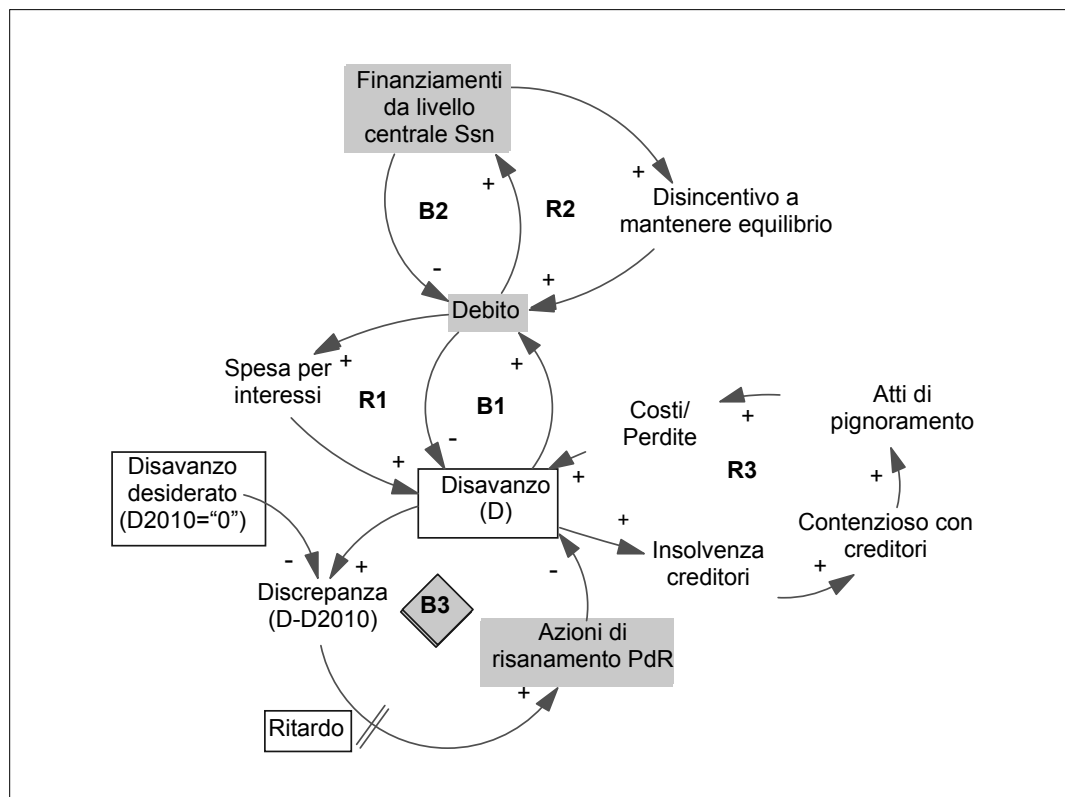 Finanziamenti
da livello
centrale Ssn
+
Disincentivo a
mantenere equilibrio
+
B2
R2
-
+
Debito
+
Spesa per
interessi
R1
+
B1
-
+
Costi/
Perdite
+
Atti di
pignoramento
R3
+
+
Disavanzo
desiderato
(D2010=“0”)
Disavanzo
(D)
+
Insolvenza
creditori
+
Contenzioso con
creditori
-
+
Discrepanza
(D-D2010)
B3
-
Azioni di
risanamento PdR
+
Ritardo